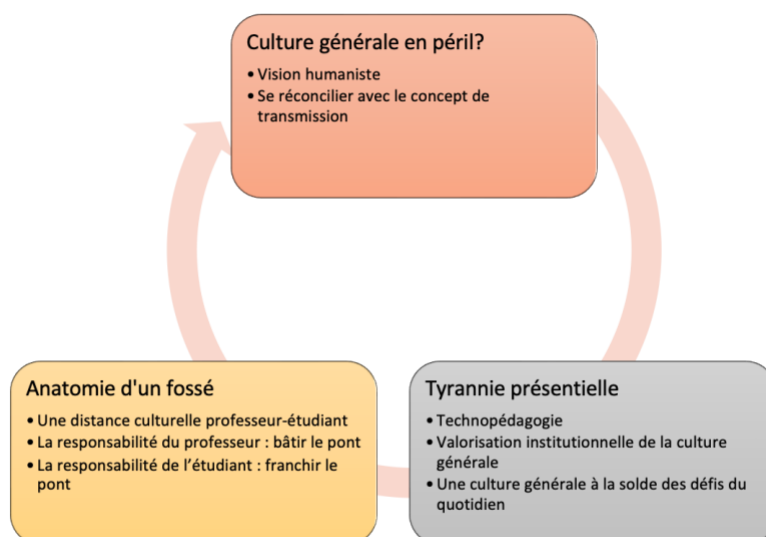 Culture générale en péril?
• Vision humaniste
• Se réconcilier avec le concept de
transmission
Anatomie d'un fossé
• Une distance culturelle professeur-étudiant
• La responsabilité du professeur : bâtir le pont
• La responsabilité de l'étudiant : franchir le
pont
Tyrannie présentielle
• Technopédagogie
• Valorisation institutionnelle de la culture
générale
• Une culture générale à la solde des défis du
quotidien